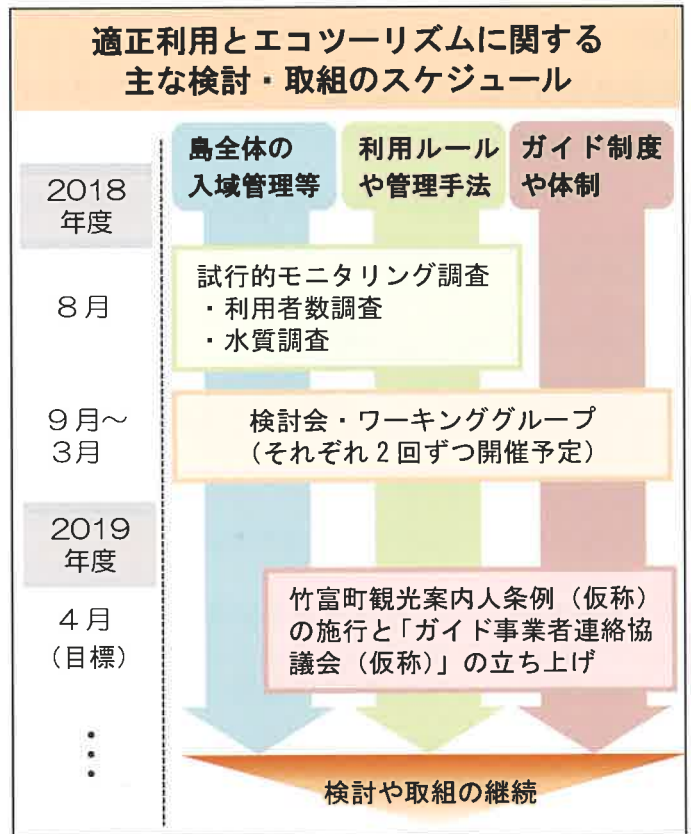 適正利用とエコツーリズムに関する
主な検討・取組のスケジュール
島全体の
入域管理等
利用ルール
や管理手法
ガイド制度
や体制
2018
年度
8月
試行的モニタリング調査
・利用者数調査
・水質調査
9月～
3月
検討会・ワーキンググループ
(それぞれ2回ずつ開催予定)
2019
年度
4月
(目標)
竹富町観光案内人条例（仮称）
の施行と「ガイド事業者連絡協
議会（仮称）」の立ち上げ
検討や取組の継続